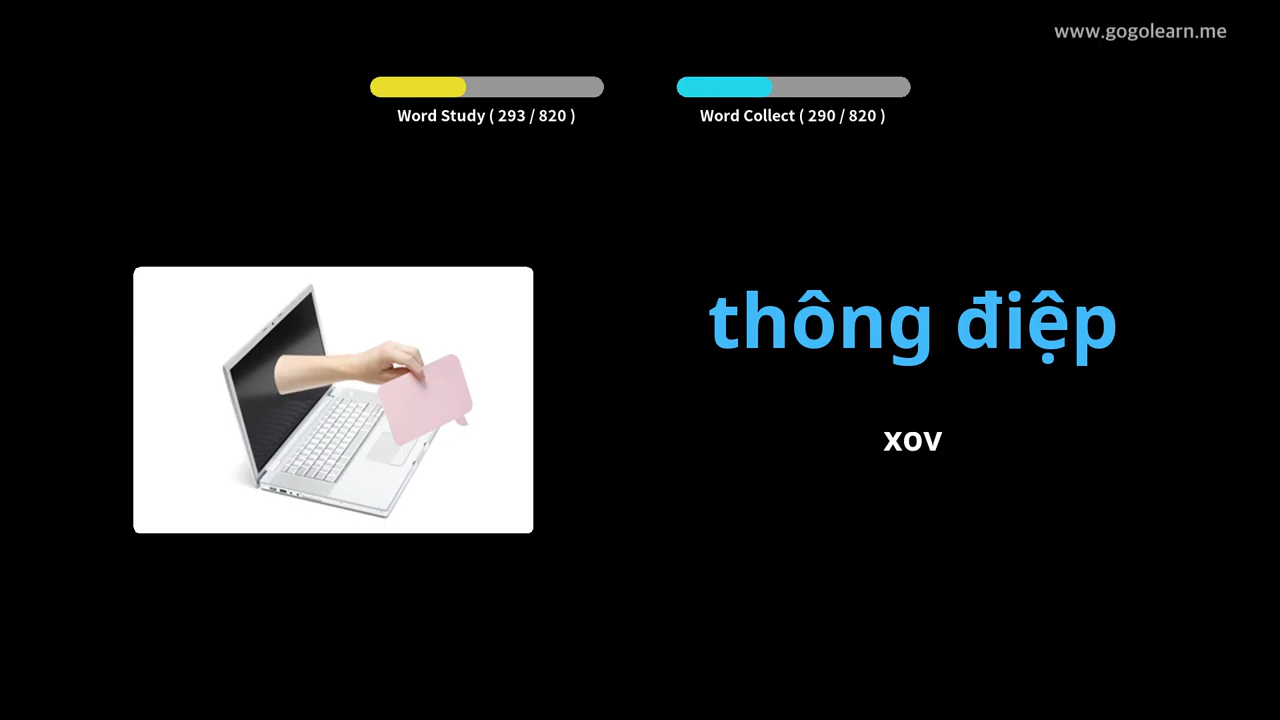 www.gogolearn.me
Word Study ( 293 / 820 )
Word Collect ( 290 / 820 )
thông điệp
xov